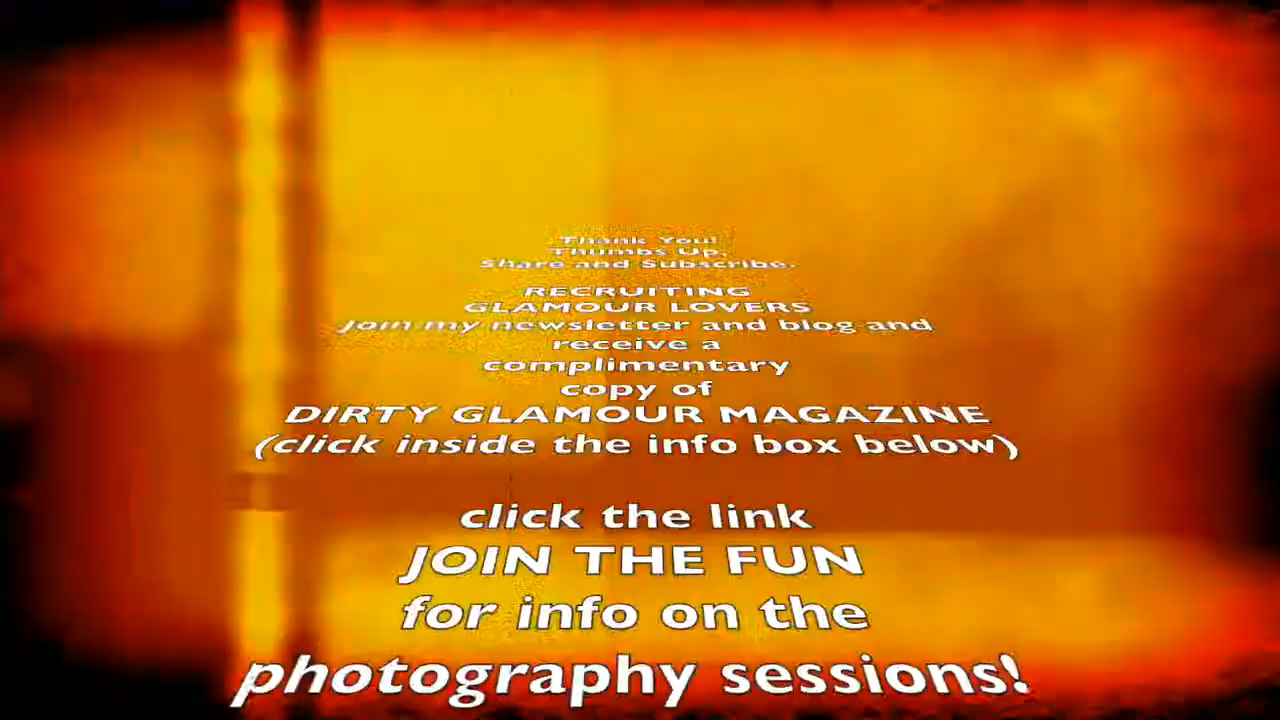 Thank You!
Thumbs Up,
Share and Subscribe.
RECRUITING
GLAMOUR LOVERS
Join my newsletter and blog and
receive a
complimentary
copy of
DIRTY GLAMOUR MAGAZINE
(click inside the info box below)
click the link
JOIN THE FUN
for info on the
photography sessions!